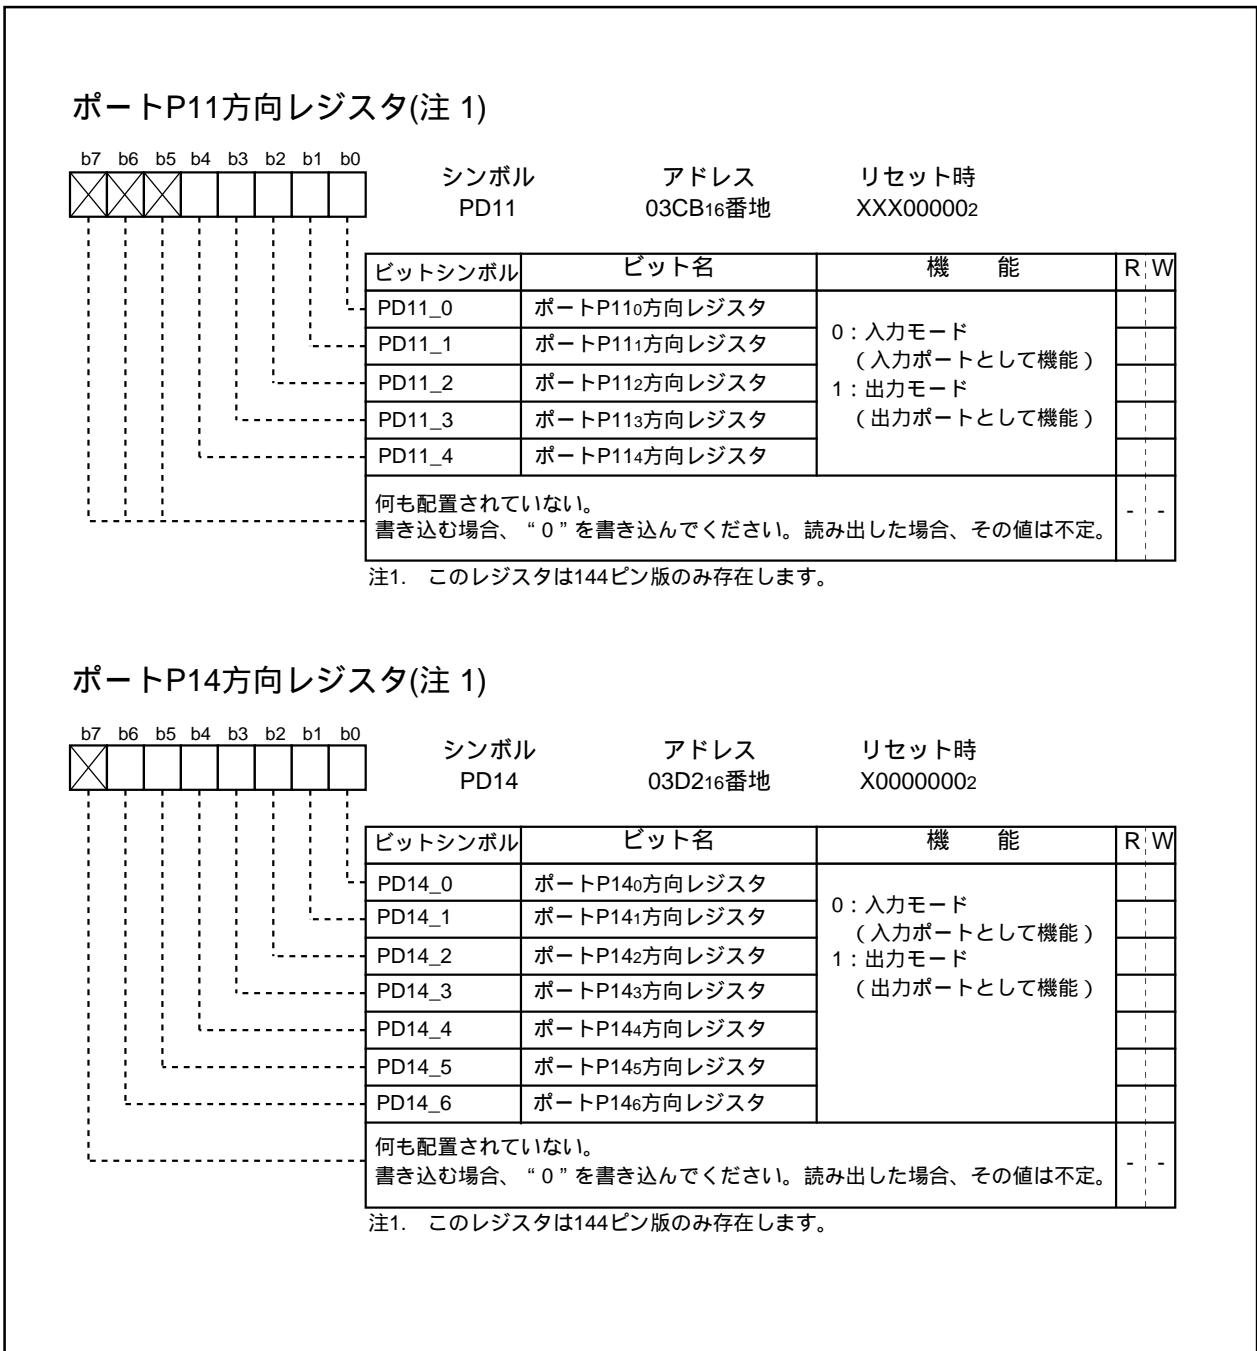 ポートP11方向レジスタ(注 1)
b7 b6 b5 b4 b3 b2 b1 b0
シンボル アドレス リセット時
PD11 03CB16番地 XXX000002
ビットシンボル ビット名 機 能 R W
PD11_0 ポートP110方向レジスタ
PD11_1 ポートP111方向レジスタ
PD11_2 ポートP112方向レジスタ
PD11_3 ポートP113方向レジスタ
PD11_4 ポートP114方向レジスタ
0：入力モード
（入力ポートとして機能）
1：出力モード
（出力ポートとして機能）
何も配置されていない。
書き込む場合、“0”を書き込んでください。読み出した場合、その値は不定。 - -
注1. このレジスタは144ピン版のみ存在します。
ポートP14方向レジスタ(注 1)
b7 b6 b5 b4 b3 b2 b1 b0
シンボル アドレス リセット時
PD14 03D216番地 X00000002
ビットシンボル ビット名 機 能 R W
PD14_0 ポートP140方向レジスタ
PD14_1 ポートP141方向レジスタ
PD14_2 ポートP142方向レジスタ
PD14_3 ポートP143方向レジスタ
PD14_4 ポートP144方向レジスタ
PD14_5 ポートP145方向レジスタ
PD14_6 ポートP146方向レジスタ
0：入力モード
（入力ポートとして機能）
1：出力モード
（出力ポートとして機能）
何も配置されていない。
書き込む場合、“0”を書き込んでください。読み出した場合、その値は不定。 - -
注1. このレジスタは144ピン版のみ存在します。